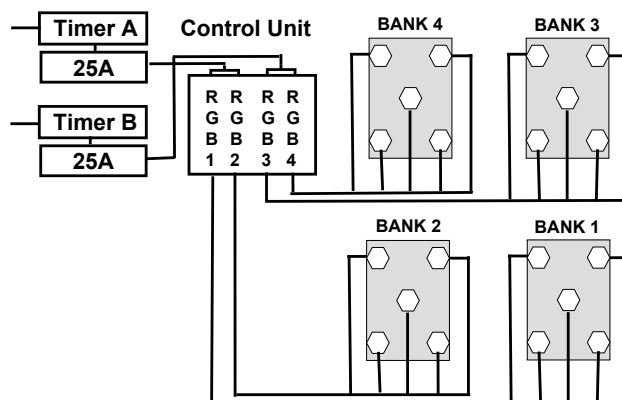 Timer A
25A
Timer B
25A
Control Unit
R R R R
G G G G
B B B B
1 2 3 4
BANK 4
BANK 3
BANK 2
BANK 1